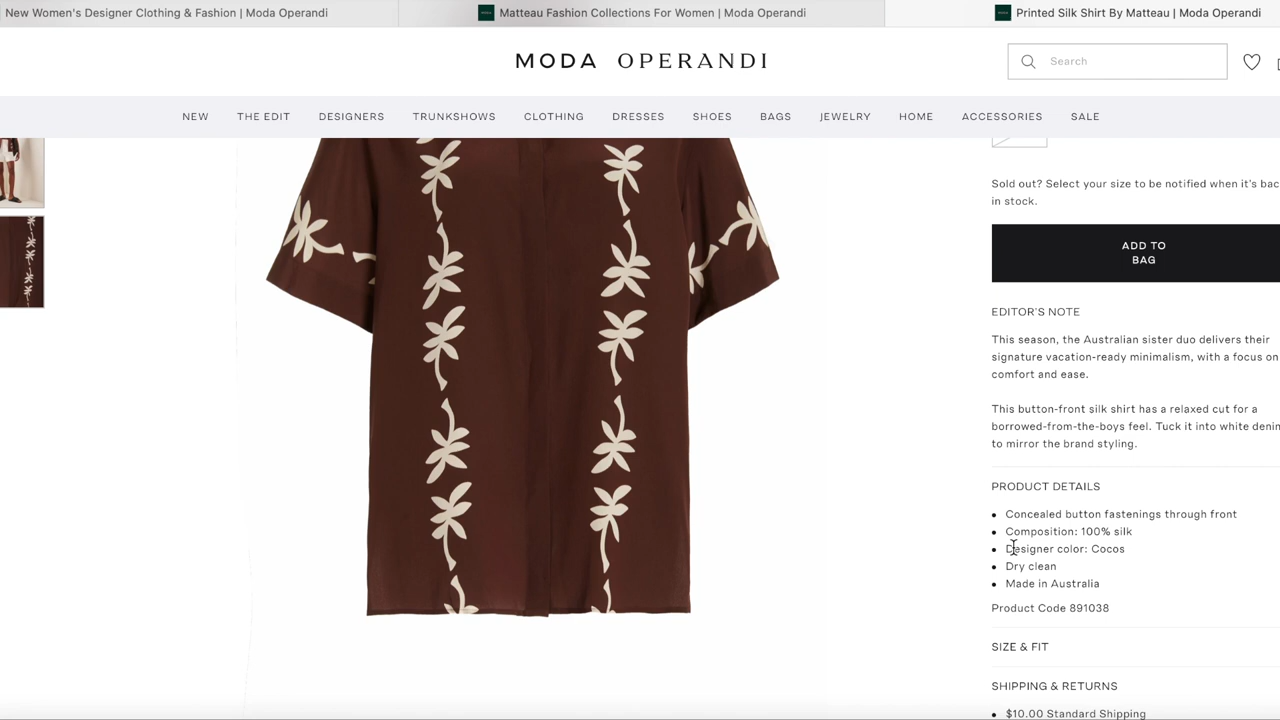 New Women's Designer Clothing & Fashion | Moda Operandi
Matteau Fashion Collections For Women | Moda Operandi
Printed Silk Shirt By Matteau | Moda Operandi
MODA OPERANDI
Search
NEW THE EDIT DESIGNERS TRUNKSHOWS CLOTHING DRESSES SHOES BAGS JEWELRY HOME ACCESSORIES SALE
Sold out? Select your size to be notified when it's
in stock.
ADD TO
BAG
EDITOR'S NOTE
This season, the Australian sister duo delivers their
signature vacation-ready minimalism, with a focus on
comfort and ease.
This button-front silk shirt has a relaxed cut for a
borrowed-from-the-boys feel. Tuck it into white
to mirror the brand styling.
PRODUCT DETAILS
• Concealed button fastenings through front
• Composition: 100% silk
• Designer color: Cocos
• Dry clean
• Made in Australia
Product Code 891038
SIZE & FIT
SHIPPING & RETURNS
• $10.00 Standard Shipping